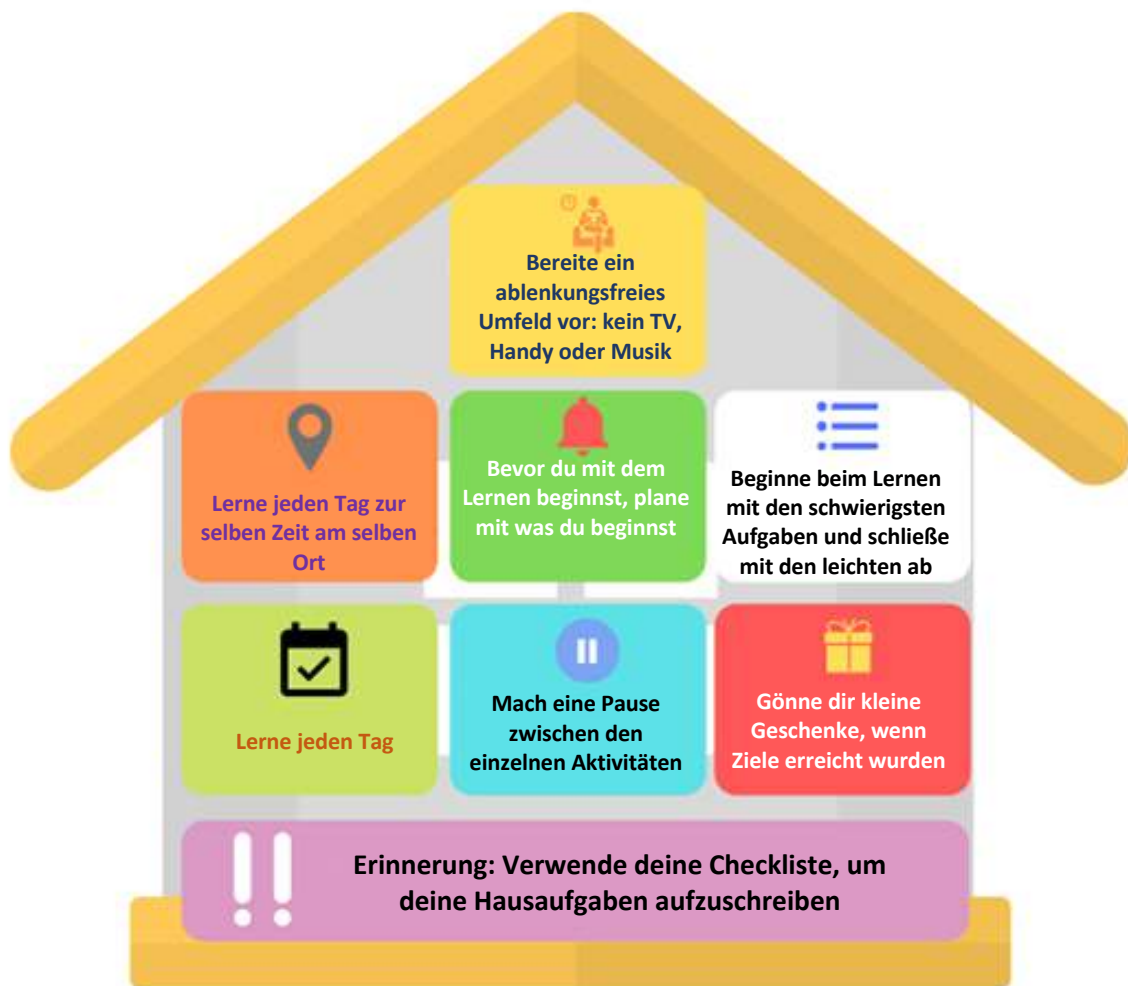 Bereite ein
ablenkungsfreies
Umfeld vor: kein TV,
Handy oder Musik
Lerne jeden Tag zur
selben Zeit am selben
Ort
Bevor du mit dem
Lernen beginnst, plane
mit was du beginnst
Beginne beim Lernen
mit den schwierigsten
Aufgaben und schließe
mit den leichten ab
Lerne jeden Tag
Mach eine Pause
zwischen den
einzelnen Aktivitäten
Gönne dir kleine
Geschenke, wenn
Ziele erreicht wurden
Erinnerung: Verwende deine Checkliste, um
deine Hausaufgaben aufzuschreiben